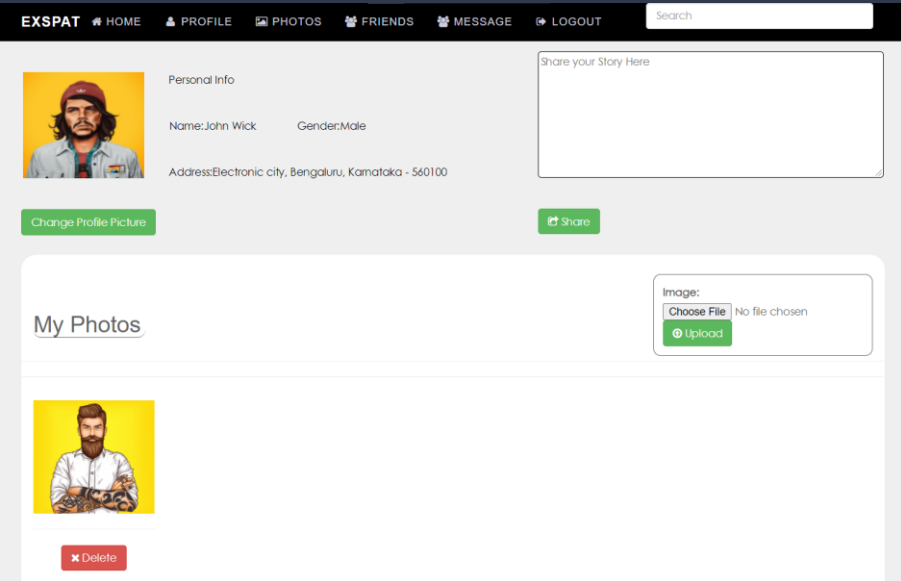 EXSPAT HOME PROFILE PHOTOS FRIENDS MESSAGE LOGOUT Search
Personal Info
Name:John Wick Gender:Male
Address:Electronic city, Bengaluru, Karnataka - 560100
Change Profile Picture
Share your Story Here
Share
My Photos
Image:
Choose File No file chosen
Upload
Delete